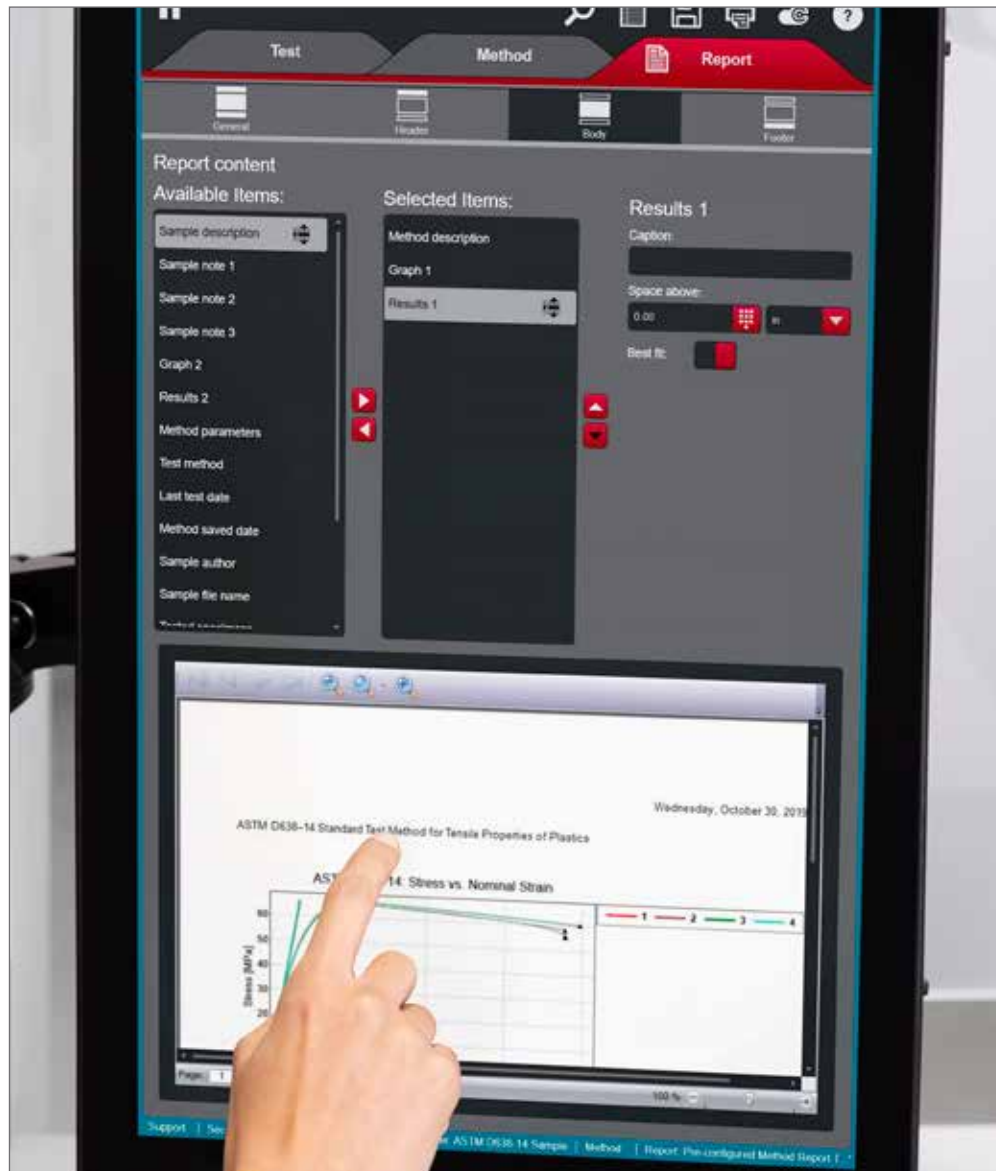 ?
Test
Method
Report
General
Header
Body
Footer
Report content
Available Items:
Selected Items:
Results 1
Sample description
Sample note 1
Sample note 2
Sample note 3
Graph 2
Results 2
Method parameters
Test method
Last test date
Method saved date
Sample author
Sample file name
Method description
Graph 1
Results 1
Caption:
Space above:
0.00
in
Best fit:
Wednesday, October 30, 2019
ASTM D638-14 Standard Test Method for Tensile Properties of Plastics
14: Stress vs. Nominal Strain
1 2 3 4
Stress [MPa]
60
50
40
30
20
Page: 1
100 %
Support
ASTM D638-14 Sample | Method | Report: Pre-configured Method Report